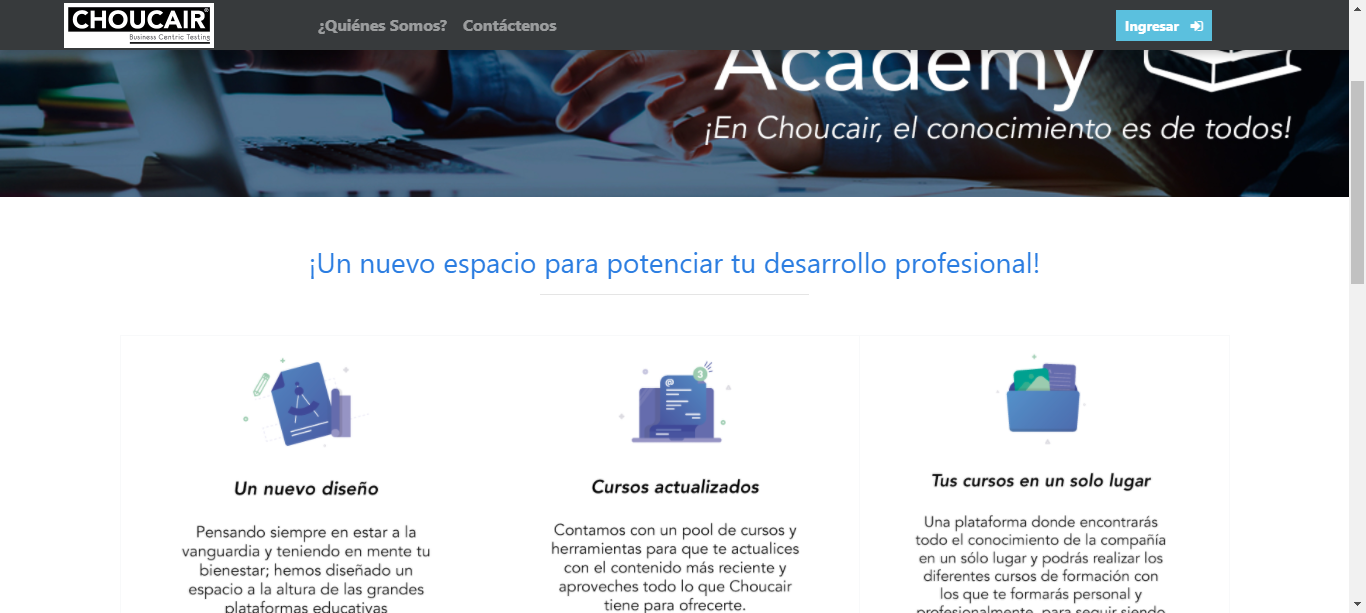 CHOUCAIR®
Business Centric Testing
¿Quiénes Somos? Contáctenos
Ingresar
Academy
¡En Choucair, el conocimiento es de todos!
¡Un nuevo espacio para potenciar tu desarrollo profesional!
Un nuevo diseño
Pensando siempre en estar a la
vanguardia y teniendo en mente tu
bienestar; hemos diseñado un
espacio a la altura de las grandes
plataformas educativas
3
Cursos actualizados
Contamos con un pool de cursos y
herramientas para que te actualices
con el contenido más reciente y
aproveches todo lo que Choucair
tiene para ofrecerte.
Tus cursos en un solo lugar
Una plataforma donde encontrarás
todo el conocimiento de la compañía
en un sólo lugar y podrás realizar los
diferentes cursos de formación con
los que te formarás personal y
profesionalmente, para seguir siendo